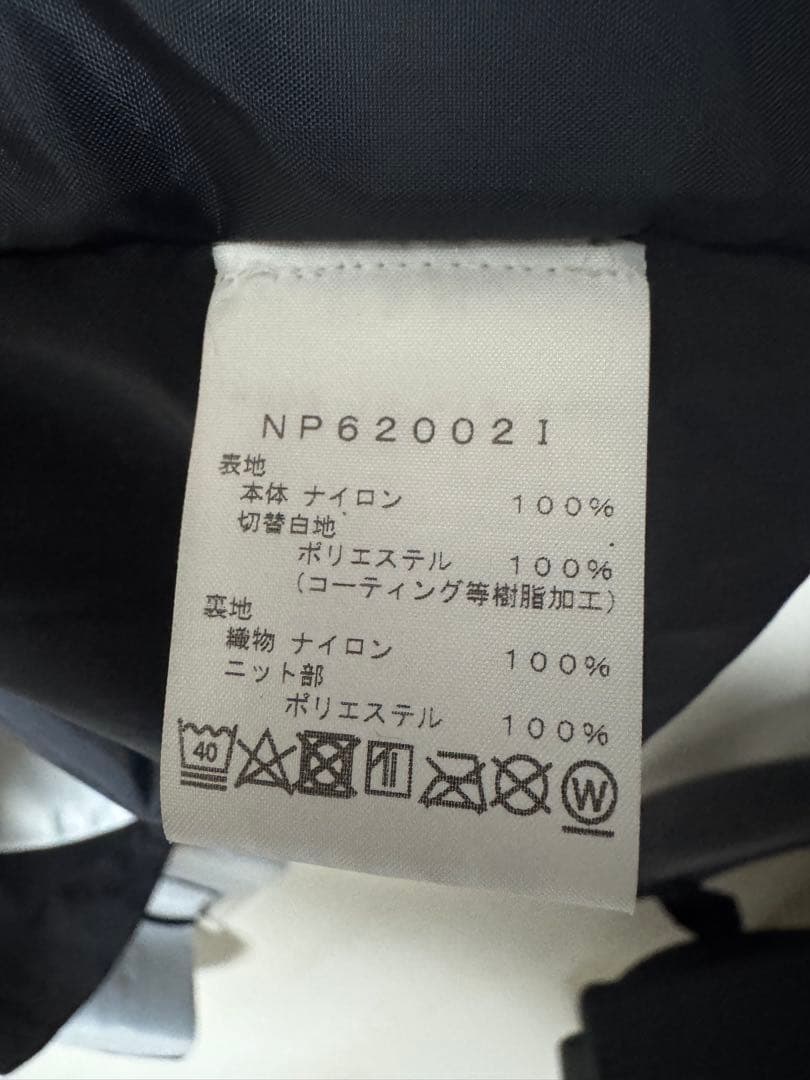 NP62002I
表地
本体 ナイロン 100%
切替白地
ポリエステル 100%
(コーティング等樹脂加工)
裏地
織物 ナイロン 100%
ニット部
ポリエステル 100%
40 W